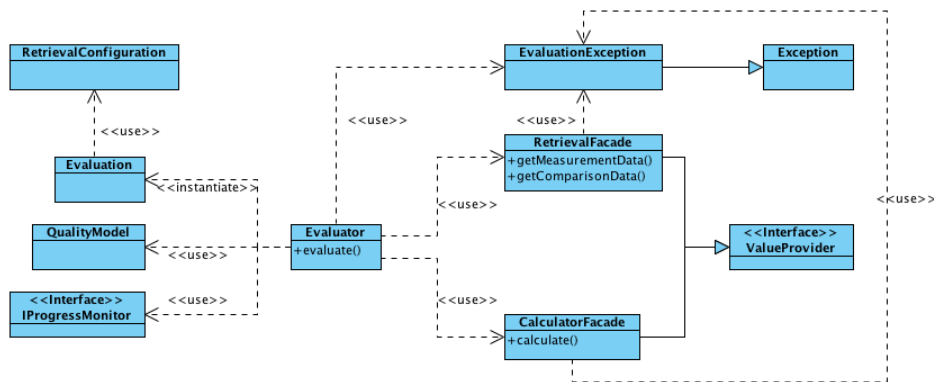 RetrievalConfiguration
EvaluationException
Exception
<<use>>
<<use>>
<<use>>
Evaluation
RetrievalFacade
+getMeasurementData()
+getComparisonData()
<<instantiate>>
<<use>>
<<use>>
QualityModel
Evaluator
+evaluate()
<<Interface>>
ValueProvider
<<use>>
<<Interface>>
IProgressMonitor
<<use>>
<<use>>
CalculatorFacade
+calculate()